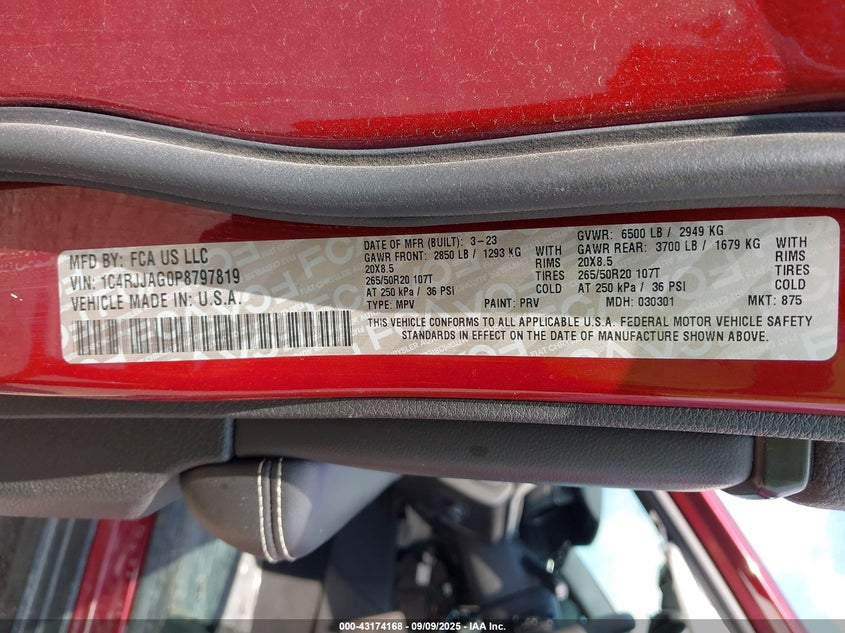 MFD BY: FCA US LLC
VIN: 1C4RJJAG0P8797819
VEHICLE MADE IN: U.S.A.
DATE OF MFR (BUILT): 3-23
GAWR FRONT: 2850 LB / 1293 KG WITH
20X8.5 RIMS
265/50R20 107T
AT 250 kPa / 36 PSI COLD
TYPE: MPV PAINT: PRV
GVWR: 6500 LB / 2949 KG
GAWR REAR: 3700 LB / 1679 KG WITH
20X8.5 RIMS
265/50R20 107T
AT 250 kPa / 36 PSI COLD
MDH: 030301 MKT: 875
THIS VEHICLE CONFORMS TO ALL APPLICABLE U.S.A. FEDERAL MOTOR VEHICLE SAFETY
STANDARDS IN EFFECT ON THE DATE OF MANUFACTURE SHOWN ABOVE.
000-43174168 - 09/09/2025 - IAA Inc.